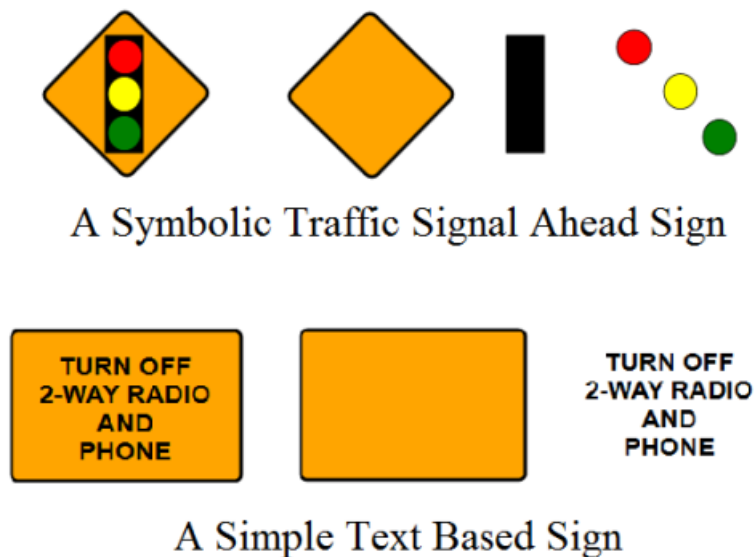 A Symbolic Traffic Signal Ahead Sign
TURN OFF
2-WAY RADIO
AND
PHONE
TURN OFF
2-WAY RADIO
AND
PHONE
A Simple Text Based Sign